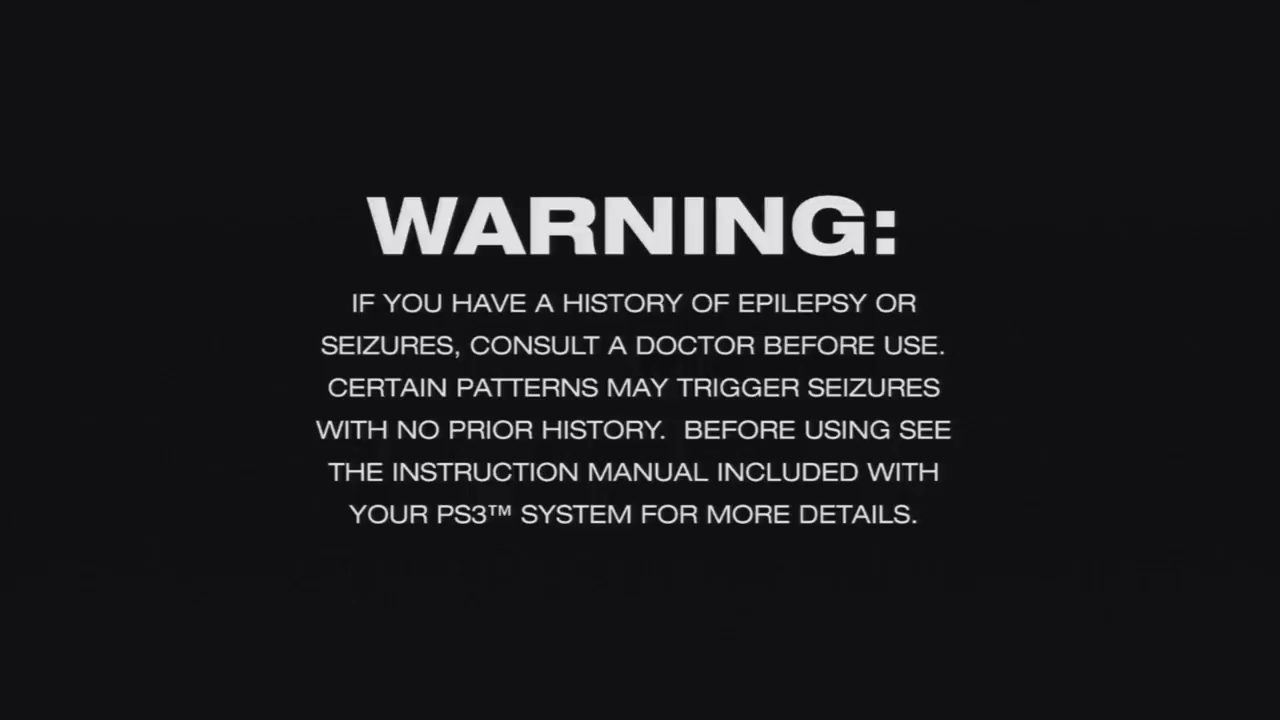 WARNING:
IF YOU HAVE A HISTORY OF EPILEPSY OR
SEIZURES, CONSULT A DOCTOR BEFORE USE.
CERTAIN PATTERNS MAY TRIGGER SEIZURES
WITH NO PRIOR HISTORY.  BEFORE USING SEE
THE INSTRUCTION MANUAL INCLUDED WITH
YOUR PS3™ SYSTEM FOR MORE DETAILS.